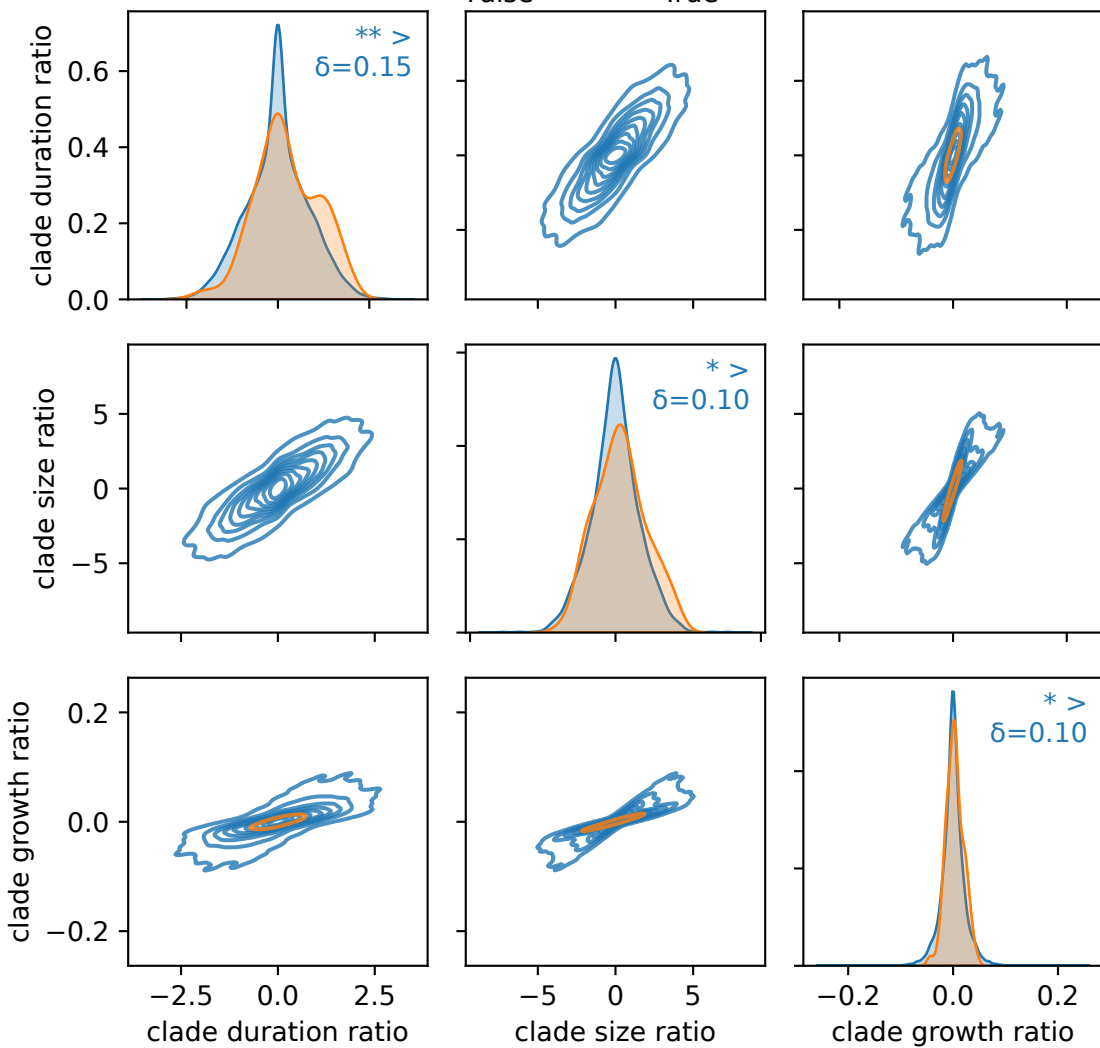 True
clade duration ratio
0.6
0.4
0.2
0.0
** >
δ=0.15
clade size ratio
5
0
−5
* >
δ=0.10
clade growth ratio
0.2
0.0
−0.2
* >
δ=0.10
−2.5 0.0 2.5
−5 0 5
−0.2 0.0 0.2
clade duration ratio
clade size ratio
clade growth ratio